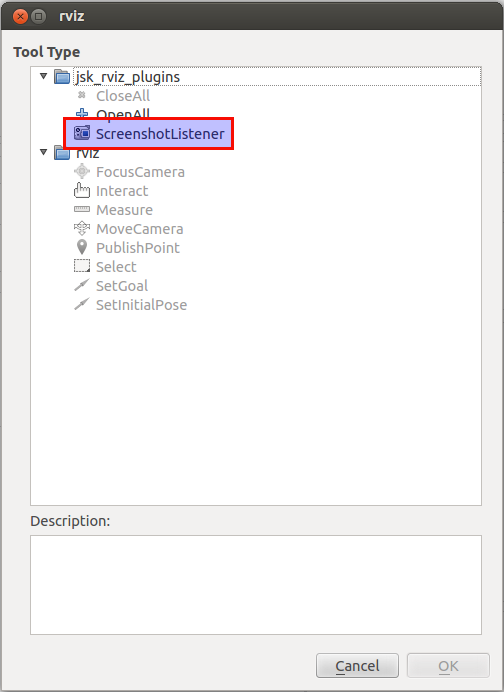 rviz
Tool Type
jsk_rviz_plugins
CloseAll
OpenAll
ScreenshotListener
rviz
FocusCamera
Interact
Measure
MoveCamera
PublishPoint
Select
SetGoal
SetInitialPose
Description:
Cancel
OK